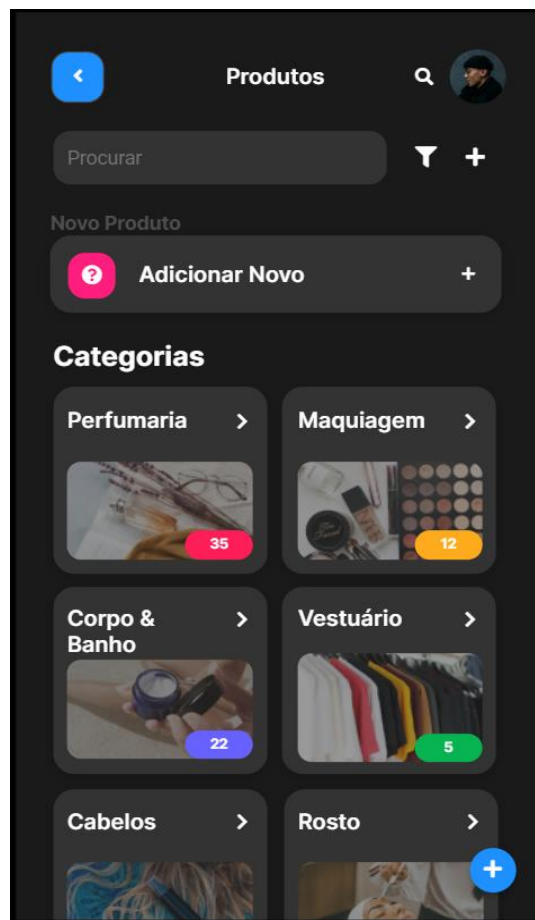 Produtos
Procurar
Novo Produto
Adicionar Novo
Categorias
Perfumaria
Maquiagem
35
12
Corpo &
Banho
Vestuário
22
5
Cabelos
Rosto